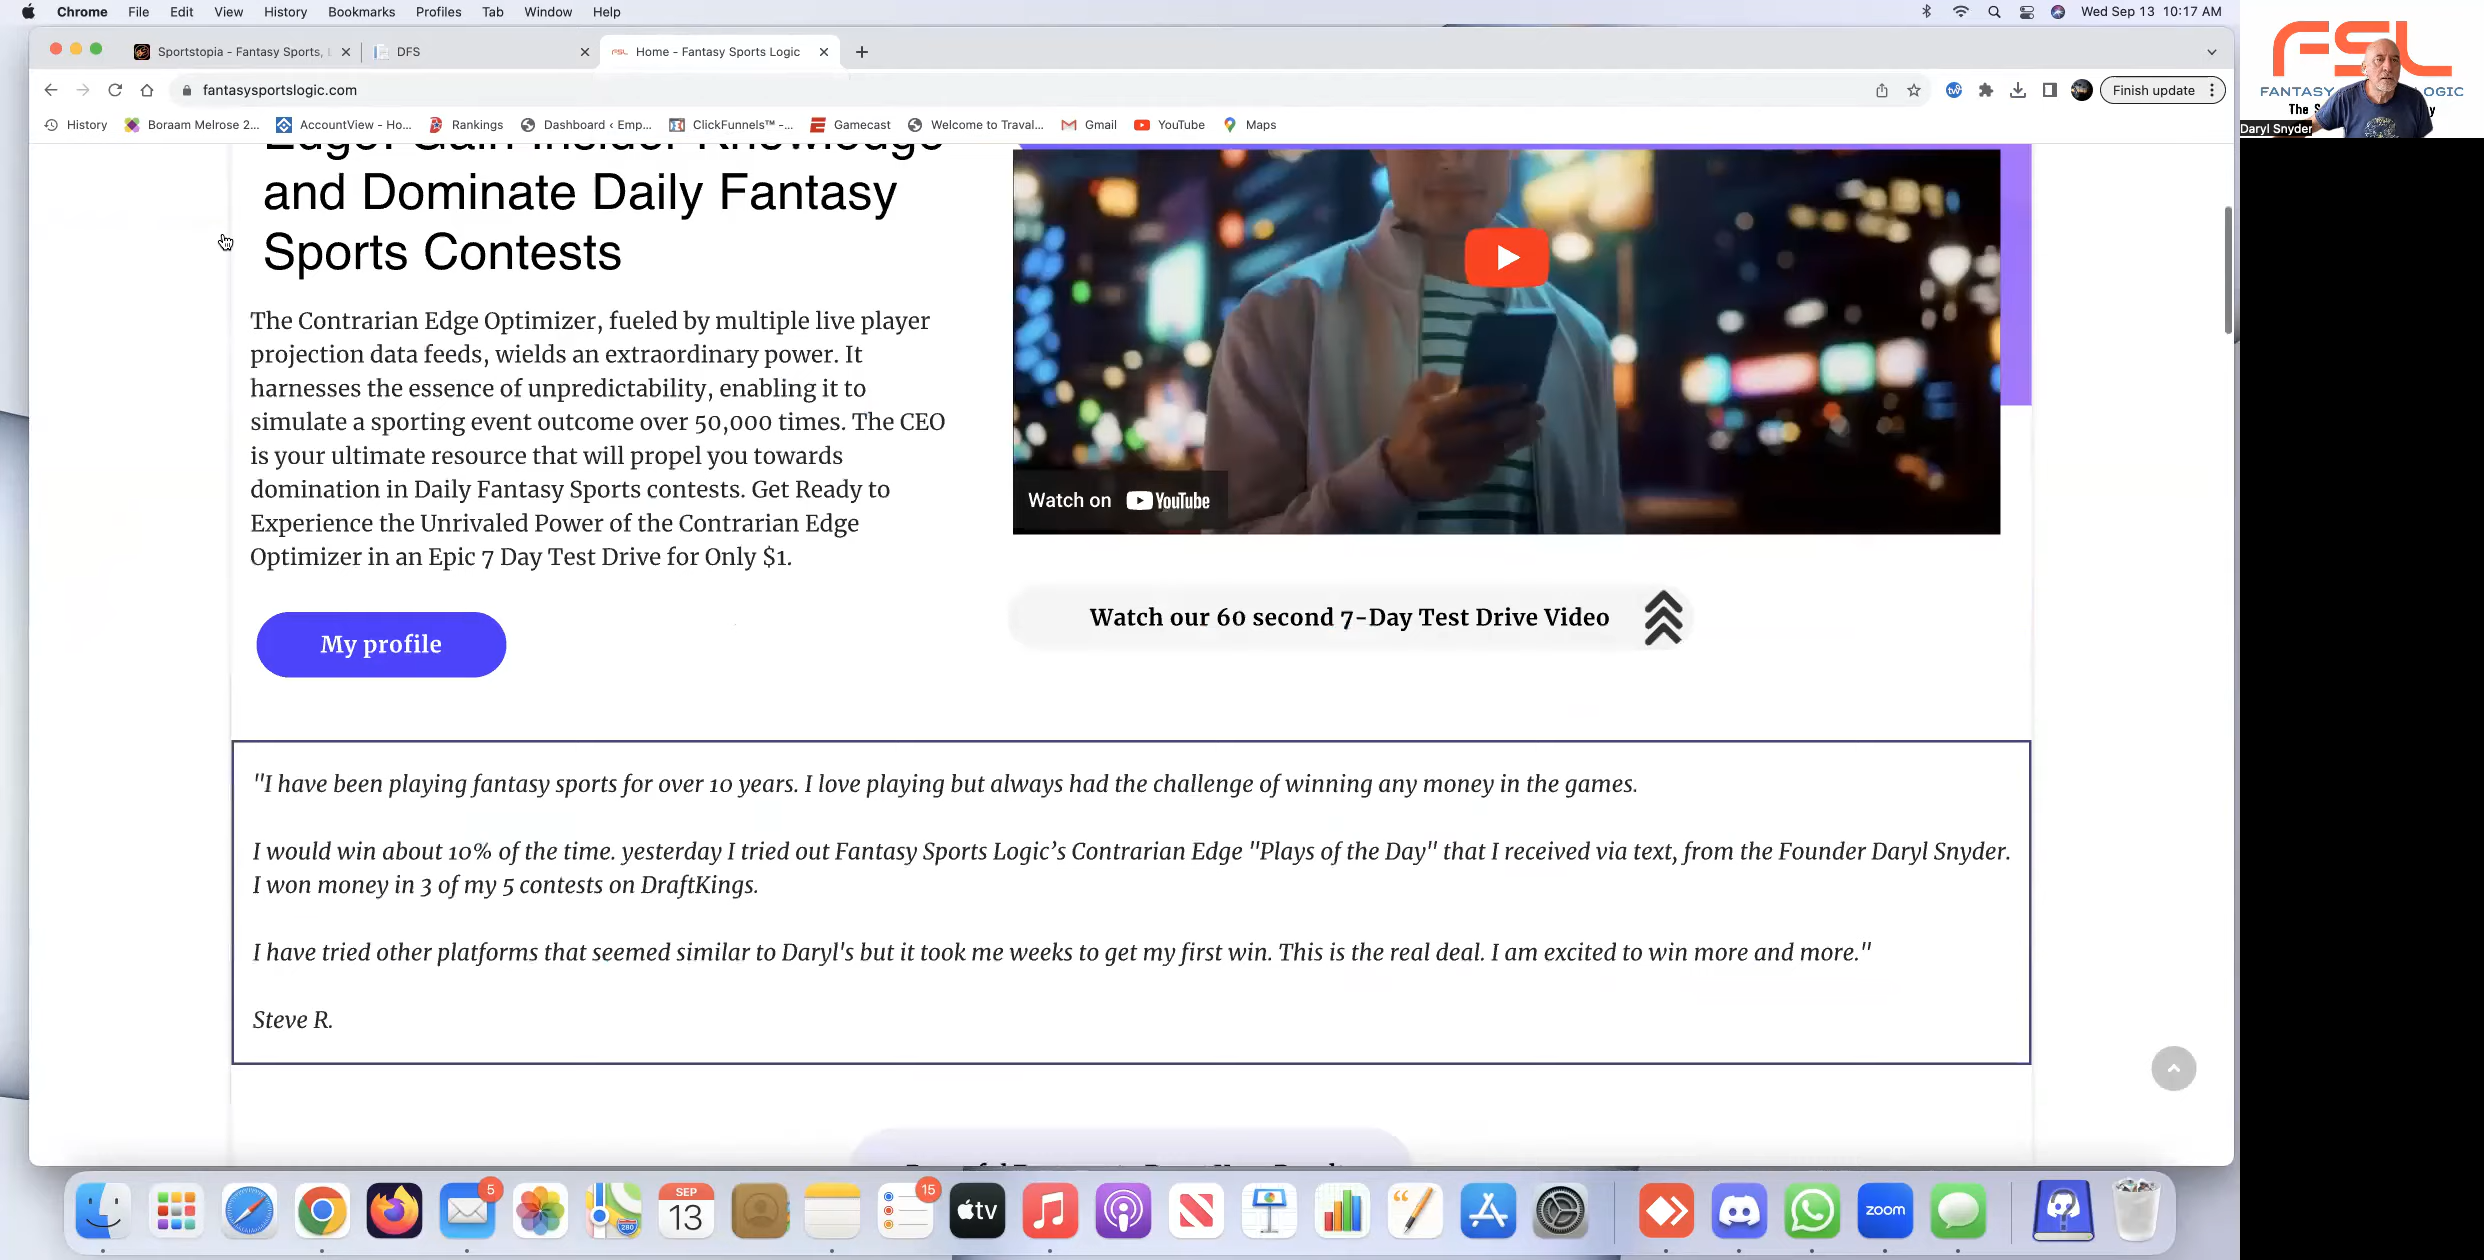 Chrome File Edit View History Bookmarks Profiles Tab Window Help
Wed Sep 13 10:17 AM
Sportstopia - Fantasy Sports,
DFS
Home - Fantasy Sports Logic
fantasysportslogic.com
Finish update
History
Boraam Melrose 2...
AccountView - Ho...
Rankings
Dashboard ‹ Emp...
ClickFunnels™ -...
Gamecast
Welcome to Traval...
Gmail
YouTube
Maps
FSL
FANTASY
OGIC
The S
y
Daryl Snyder
Edge: Gain Insider Knowledge
and Dominate Daily Fantasy
Sports Contests
The Contrarian Edge Optimizer, fueled by multiple live player
projection data feeds, wields an extraordinary power. It
harnesses the essence of unpredictability, enabling it to
simulate a sporting event outcome over 50,000 times. The CEO
is your ultimate resource that will propel you towards
domination in Daily Fantasy Sports contests. Get Ready to
Experience the Unrivaled Power of the Contrarian Edge
Optimizer in an Epic 7 Day Test Drive for Only $1.
My profile
Watch on YouTube
Watch our 60 second 7-Day Test Drive Video
"I have been playing fantasy sports for over 10 years. I love playing but always had the challenge of winning any money in the games.
I would win about 10% of the time. yesterday I tried out Fantasy Sports Logic’s Contrarian Edge "Plays of the Day" that I received via text, from the Founder Daryl Snyder.
I won money in 3 of my 5 contests on DraftKings.
I have tried other platforms that seemed similar to Daryl's but it took me weeks to get my first win. This is the real deal. I am excited to win more and more."
Steve R.
5
280
SEP
13
15
tv
zoom